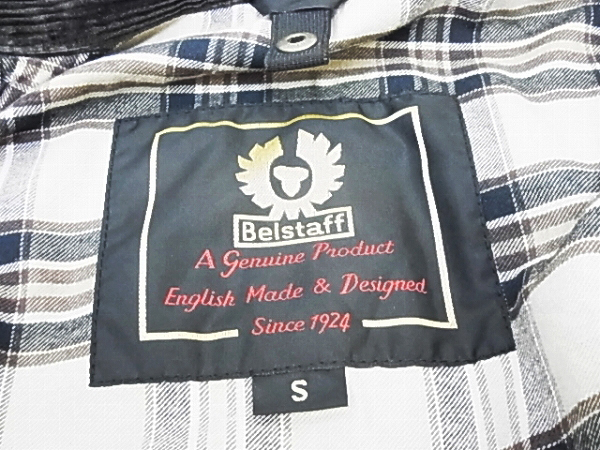 Belstaff
A Genuine Product
English Made & Designed
Since 1924
S